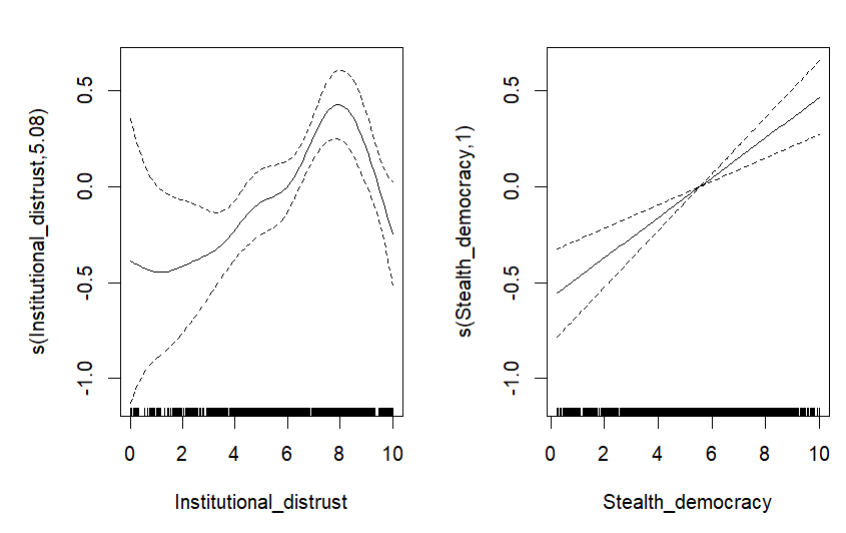 s(Institutional_distrust,5.08)
0.5
0.0
-0.5
-1.0
0 2 4 6 8 10
Institutional_distrust
s(Stealth_democracy,1)
0.5
0.0
-0.5
-1.0
0 2 4 6 8 10
Stealth_democracy